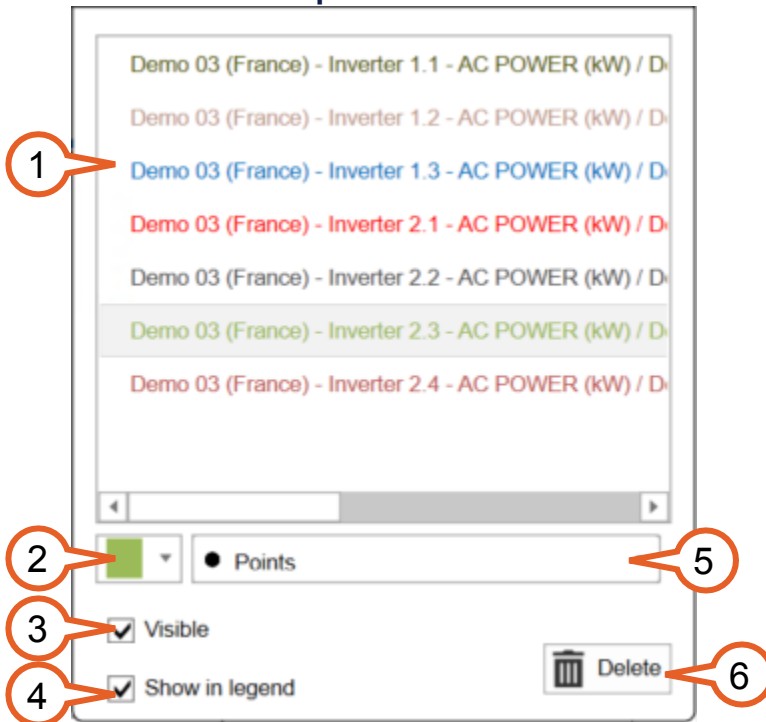 Demo 03 (France) - Inverter 1.1 - AC POWER (kW) / D
Demo 03 (France) - Inverter 1.2 - AC POWER (kW) / D
1
Demo 03 (France) - Inverter 1.3 - AC POWER (kW) / D
Demo 03 (France) - Inverter 2.1 - AC POWER (kW) / D
Demo 03 (France) - Inverter 2.2 - AC POWER (kW) / D
Demo 03 (France) - Inverter 2.3 - AC POWER (kW) / D
Demo 03 (France) - Inverter 2.4 - AC POWER (kW) / D
2
Points
5
3
Visible
4
Show in legend
Delete
6